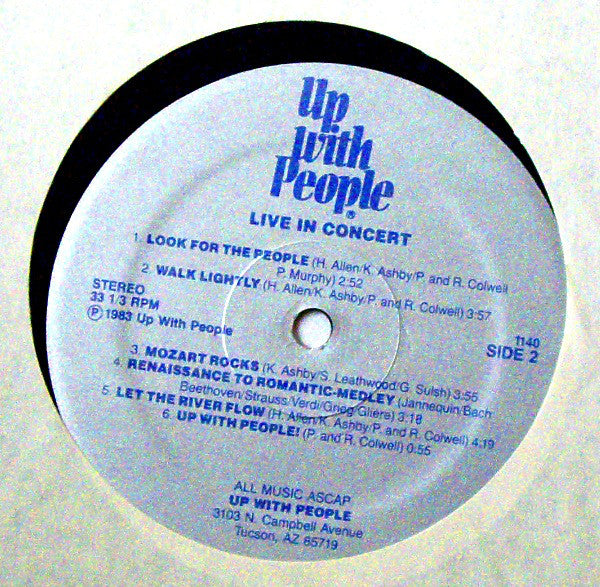 Up
with
People®
LIVE IN CONCERT
1. LOOK FOR THE PEOPLE (H. Allen/K. Ashby/P. and R. Colwell
P. Murphy) 2:52
2. WALK LIGHTLY (H. Allen/K. Ashby/P. and R. Colwell) 3:57
STEREO
33 1/3 RPM
Ⓟ 1983 Up With People
1140
SIDE 2
3. MOZART ROCKS (K. Ashby/S. Leathwood/G. Sulsh) 3:55
4. RENAISSANCE TO ROMANTIC-MEDLEY (Jannequin/Bach
Beethoven/Strauss/Verdi/Grieg/Gliere) 3:18
5. LET THE RIVER FLOW (H. Allen/K. Ashby/P. and R. Colwell) 4:19
6. UP WITH PEOPLE! (P. and R. Colwell) 0:55
ALL MUSIC ASCAP
UP WITH PEOPLE
3103 N. Campbell Avenue
Tucson, AZ 85719